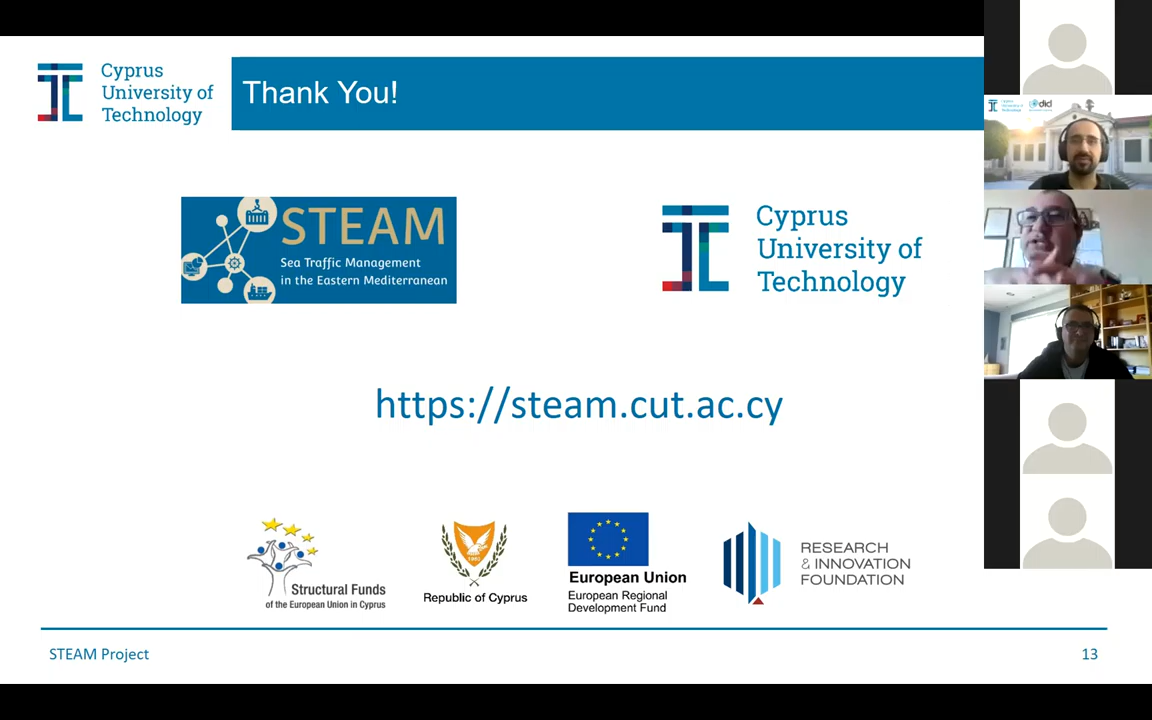 Cyprus
University of
Technology
Thank You!
STEAM
Sea Traffic Management
in the Eastern Mediterranean
Cyprus
University of
Technology
https://steam.cut.ac.cy
Structural Funds
of the European Union in Cyprus
Republic of Cyprus
European Union
European Regional
Development Fund
RESEARCH
& INNOVATION
FOUNDATION
STEAM Project
13